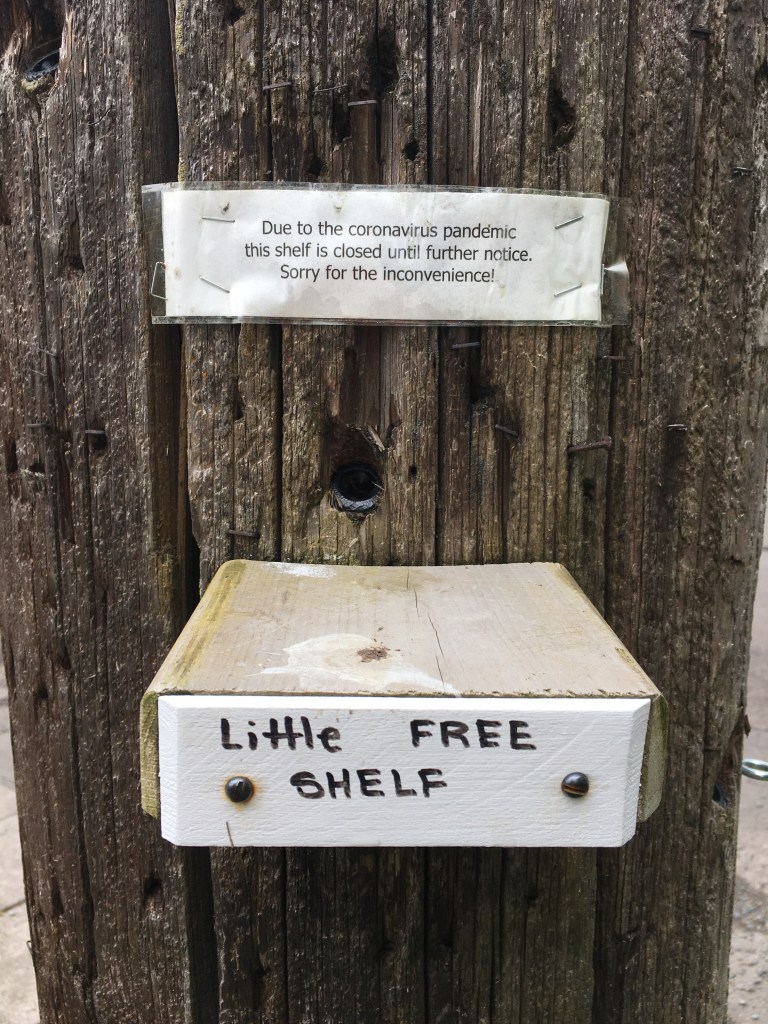 Due to the coronavirus pandemic
this shelf is closed until further notice.
Sorry for the inconvenience!
Little FREE
SHELF